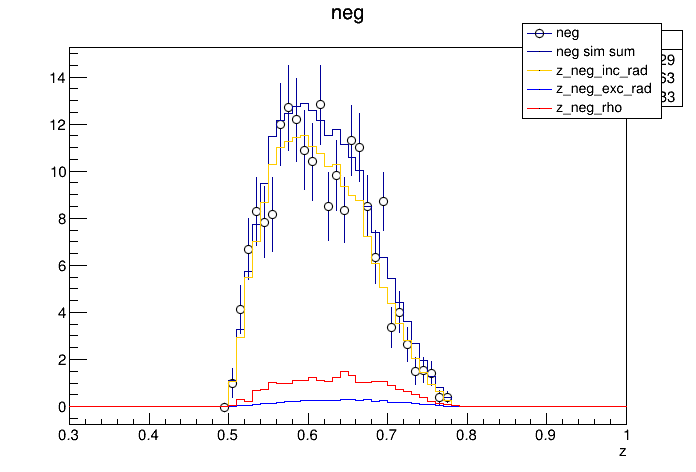 neg
neg
neg sim sum
z_neg_inc_rad
z_neg_exc_rad
z_neg_rho
29
63
33
14
12
10
8
6
4
2
0
0.3 0.4 0.5 0.6 0.7 0.8 0.9 1
z